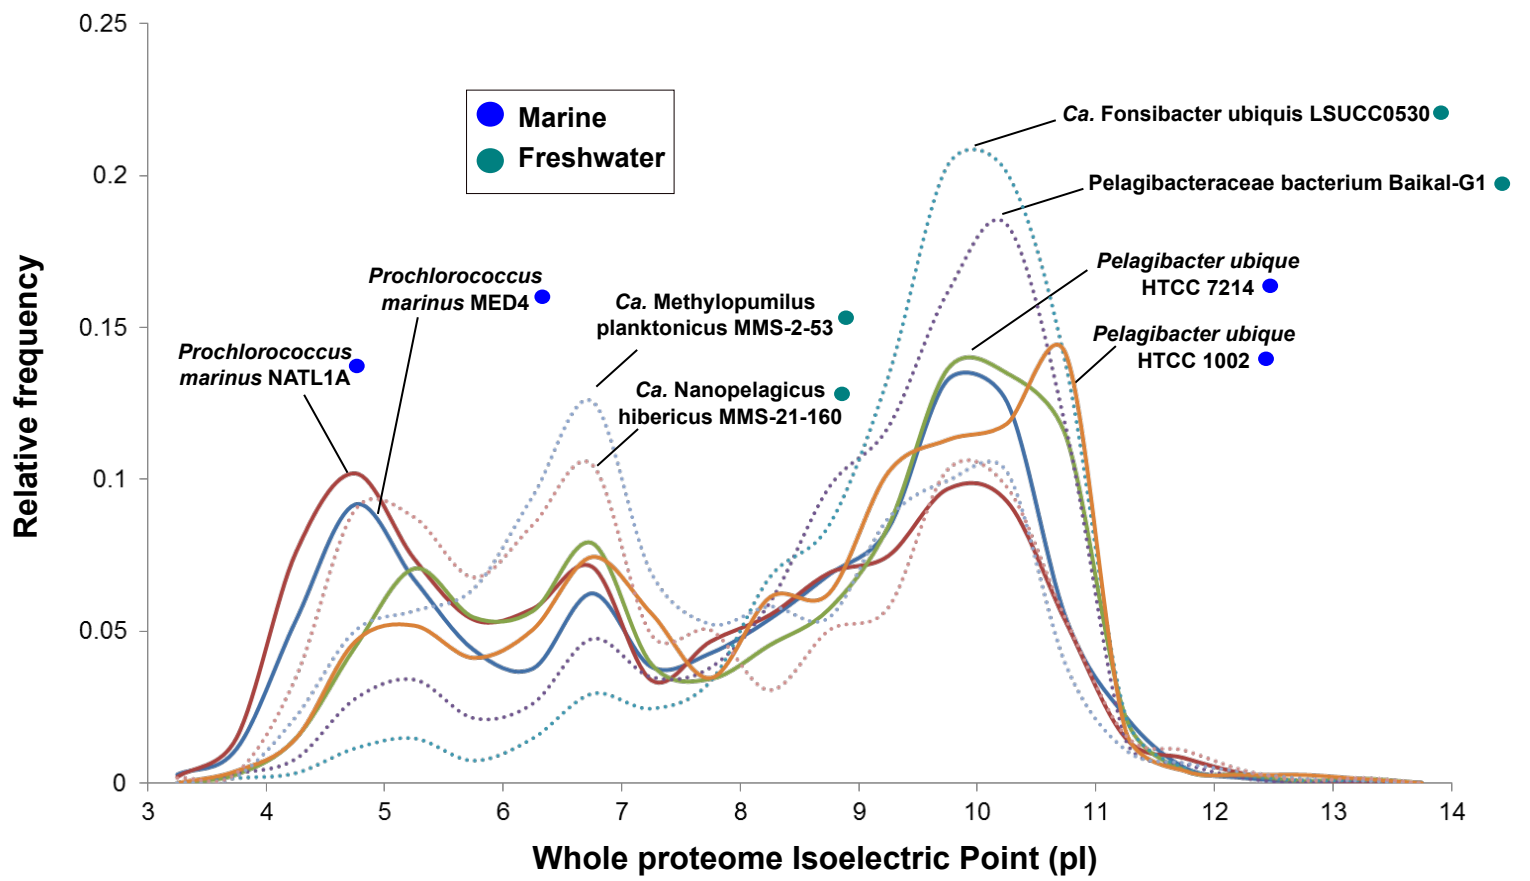 0.25
0.2
0.15
0.1
0.05
0
Relative frequency
Marine
Freshwater
Ca. Fonsibacter ubiquis LSUCC0530
Pelagibacteraceae bacterium Baikal-G1
Pelagibacter ubique
HTCC 7214
Pelagibacter ubique
HTCC 1002
Prochlorococcus
marinus MED4
Prochlorococcus
marinus NATL1A
Ca. Methylopumilus
planktonicus MMS-2-53
Ca. Nanopelagicus
hibericus MMS-21-160
3 4 5 6 7 8 9 10 11 12 13 14
Whole proteome Isoelectric Point (pI)